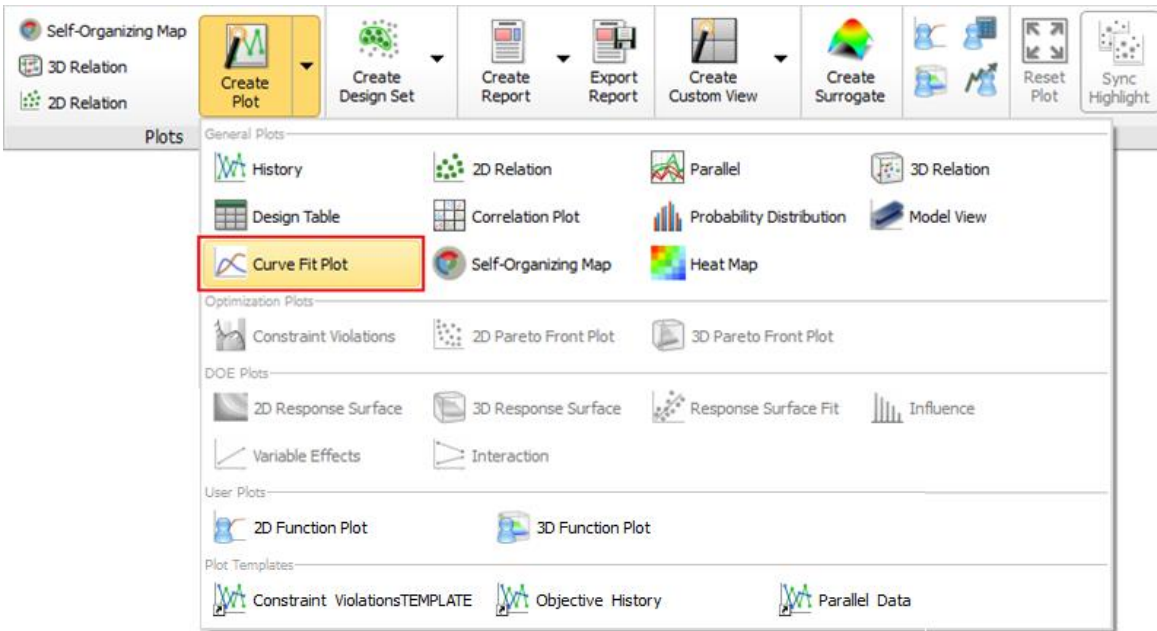 Self-Organizing Map
3D Relation
2D Relation
Plots
Create
Plot
Create
Design Set
Create
Report
Export
Report
Create
Custom View
Create
Surrogate
Reset
Plot
Sync
Highlight
General Plots
History 2D Relation Parallel 3D Relation
Design Table Correlation Plot Probability Distribution Model View
Curve Fit Plot Self-Organizing Map Heat Map
Optimization Plots
Constraint Violations 2D Pareto Front Plot 3D Pareto Front Plot
DOE Plots
2D Response Surface 3D Response Surface Response Surface Fit Influence
Variable Effects Interaction
User Plots
2D Function Plot 3D Function Plot
Plot Templates
Constraint ViolationsTEMPLATE Objective History Parallel Data